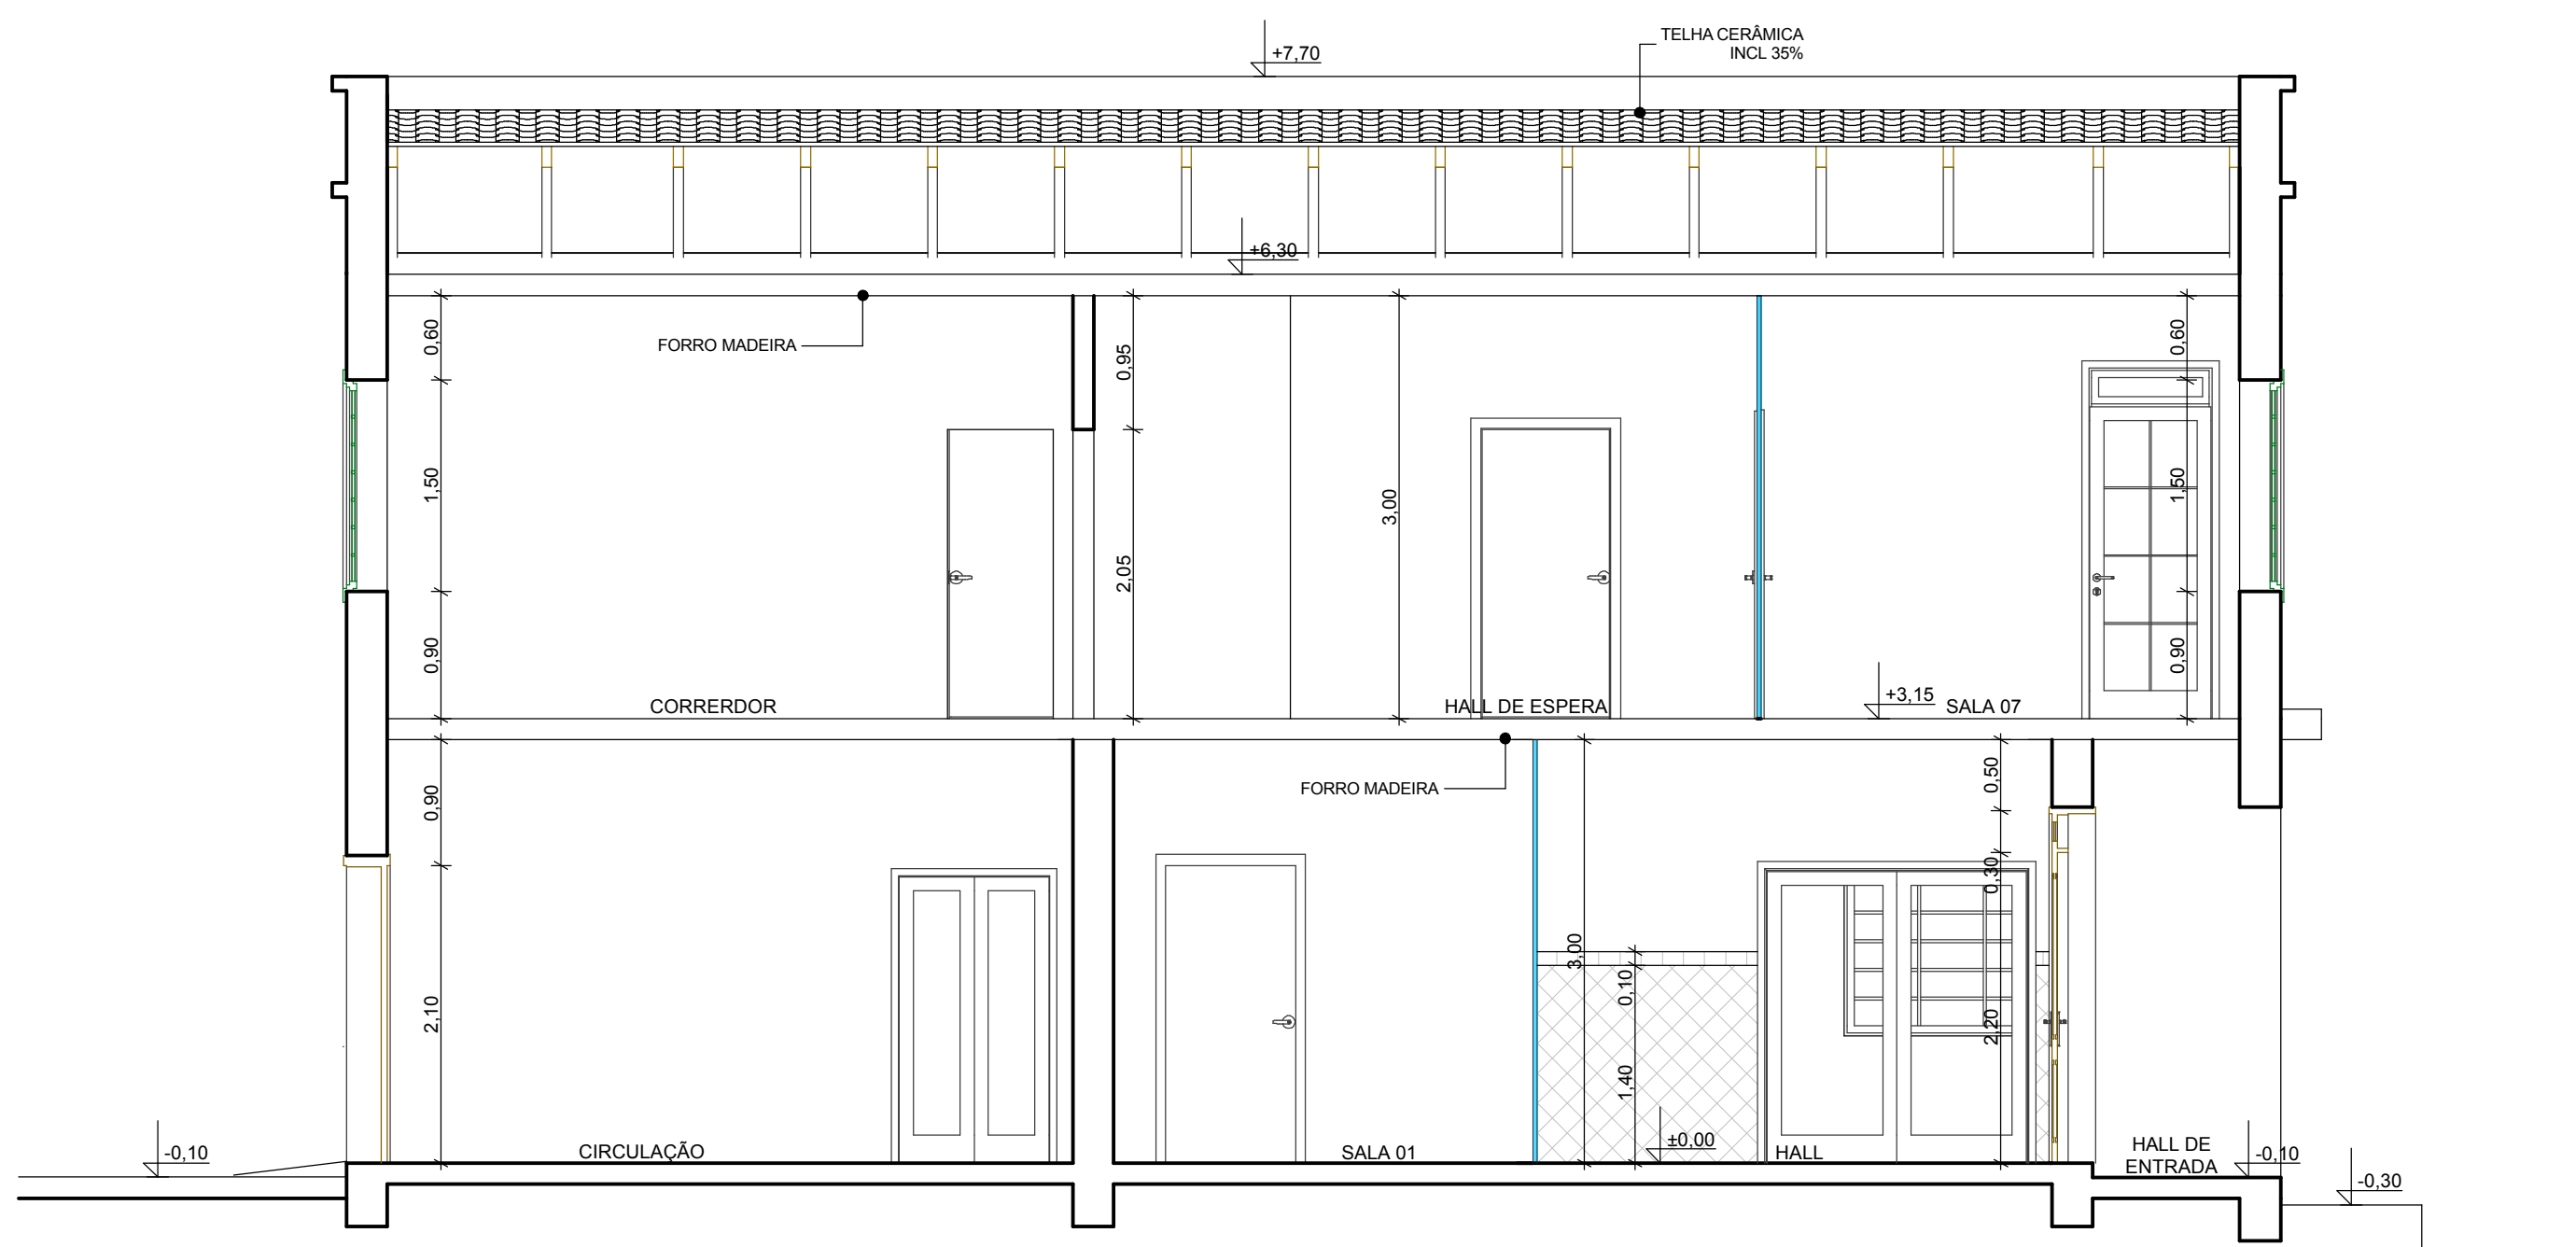 +7,70
TELHA CERÂMICA
INCL 35%
+6,30
0,60
FORRO MADEIRA
0,95
3,00
0,60
1,50
2,05
1,50
0,90
0,90
CORRERDOR
HALL DE ESPERA
+3,15
SALA 07
0,90
FORRO MADEIRA
0,50
0,30
3,00
0,10
2,10
2,20
1,40
-0,10
CIRCULAÇÃO
SALA 01
±0,00
HALL
HALL DE
ENTRADA
-0,10
-0,30